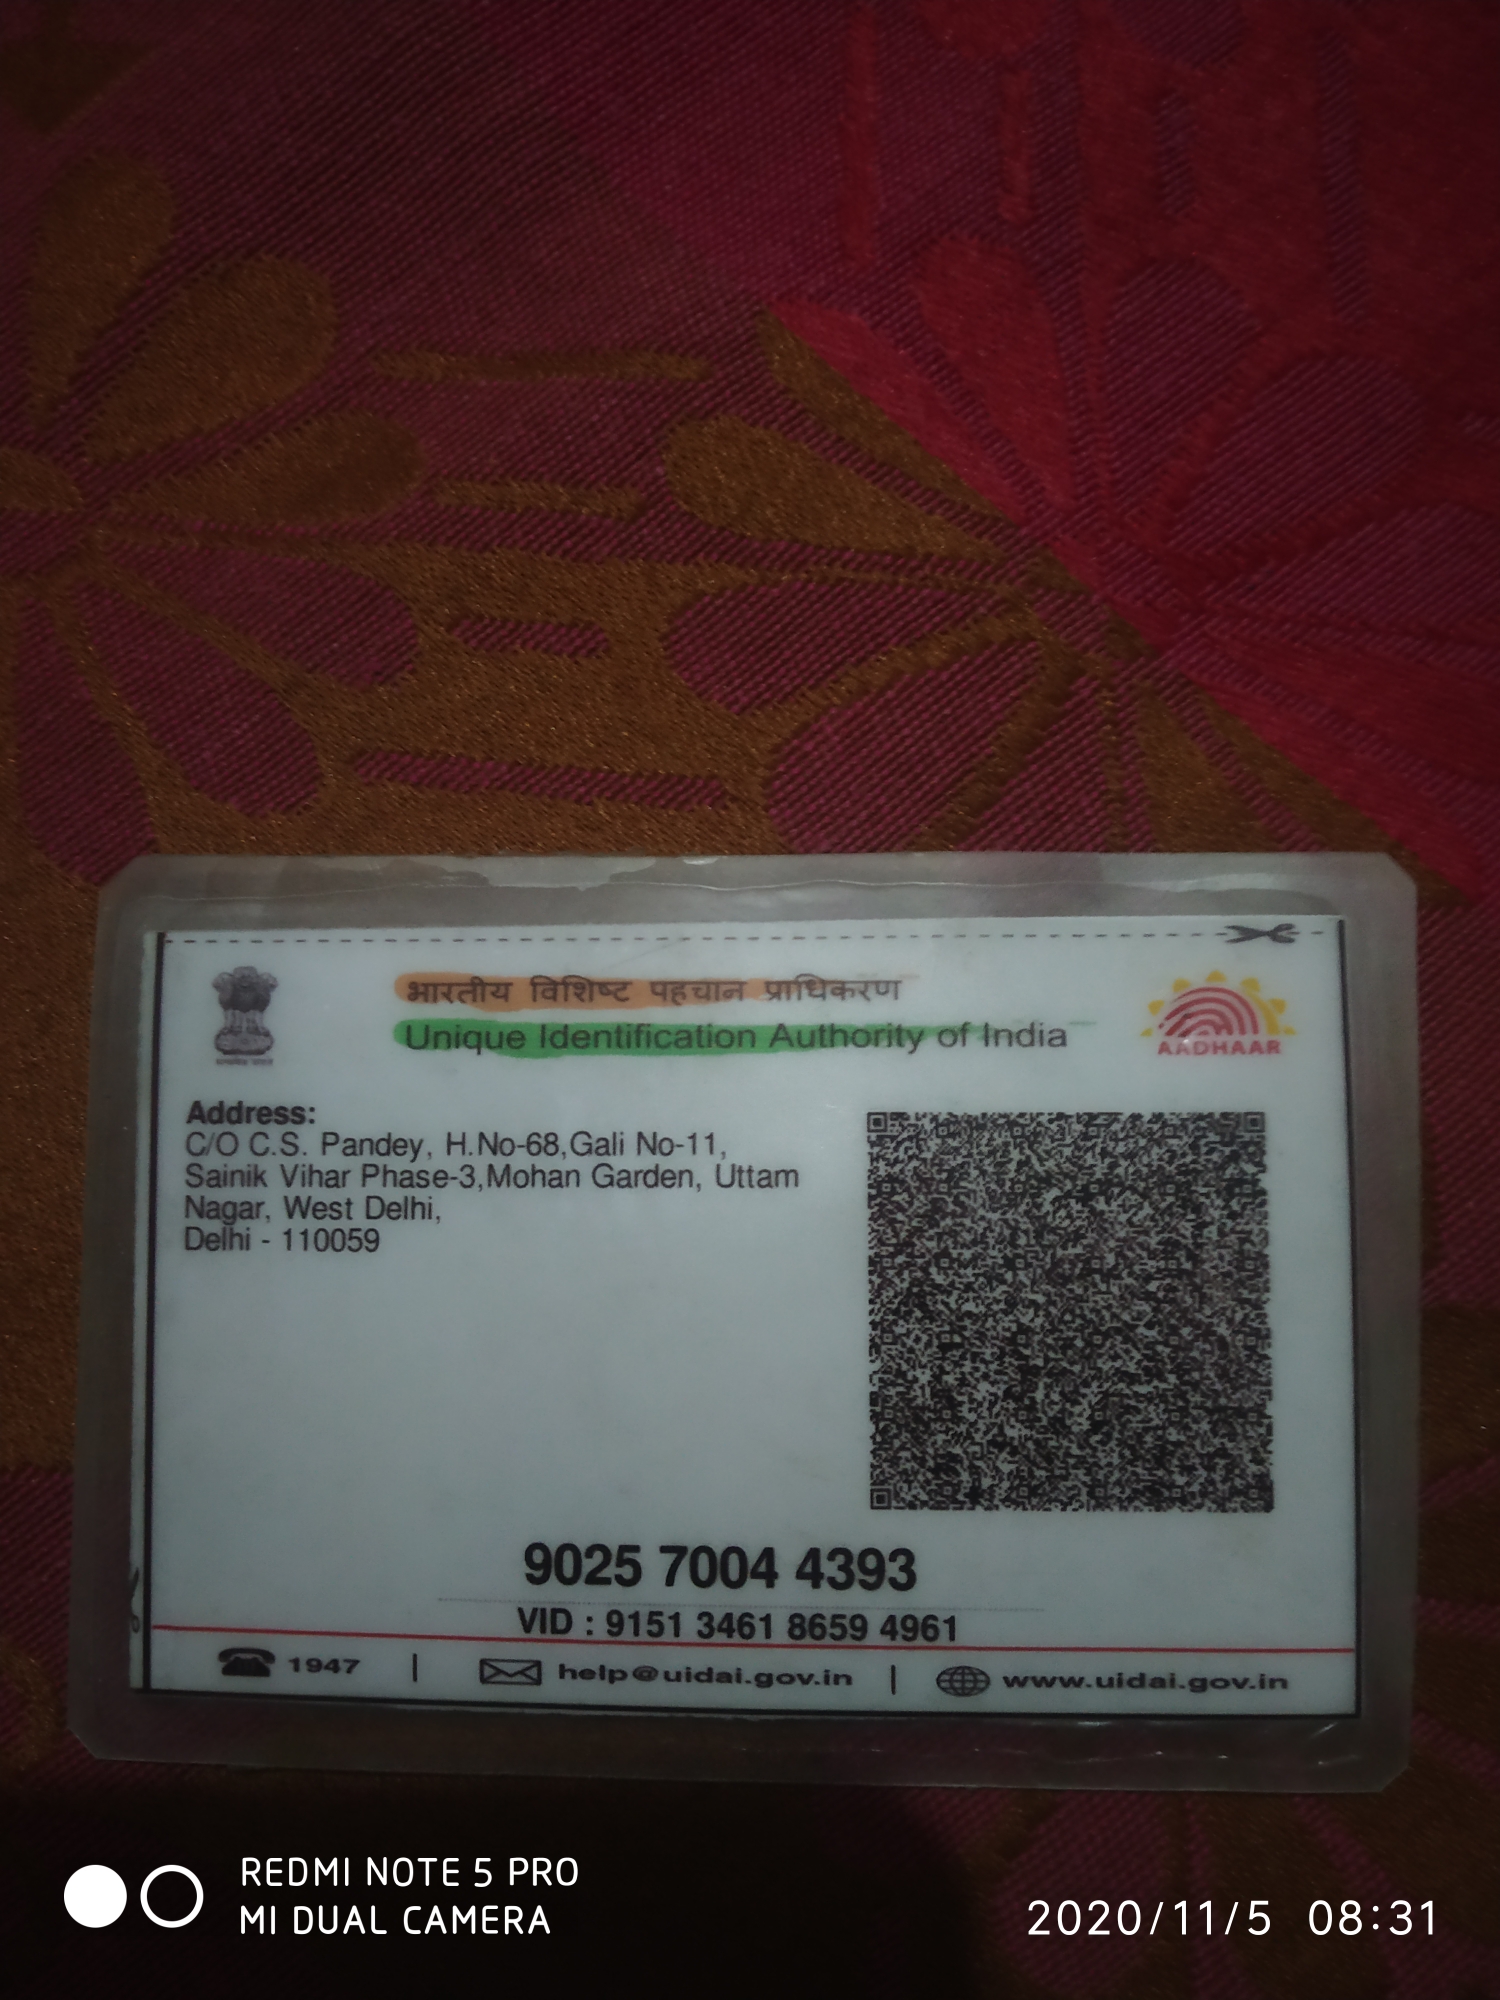 भारतीय विशिष्ट पहचान प्राधिकरण
Unique Identification Authority of India
AADHAAR
Address:
C/O C.S. Pandey, H.No-68,Gali No-11,
Sainik Vihar Phase-3,Mohan Garden, Uttam
Nagar, West Delhi,
Delhi - 110059
9025 7004 4393
VID : 9151 3461 8659 4961
1947 | help@uidai.gov.in | www.uidai.gov.in
REDMI NOTE 5 PRO
MI DUAL CAMERA
2020/11/5 08:31